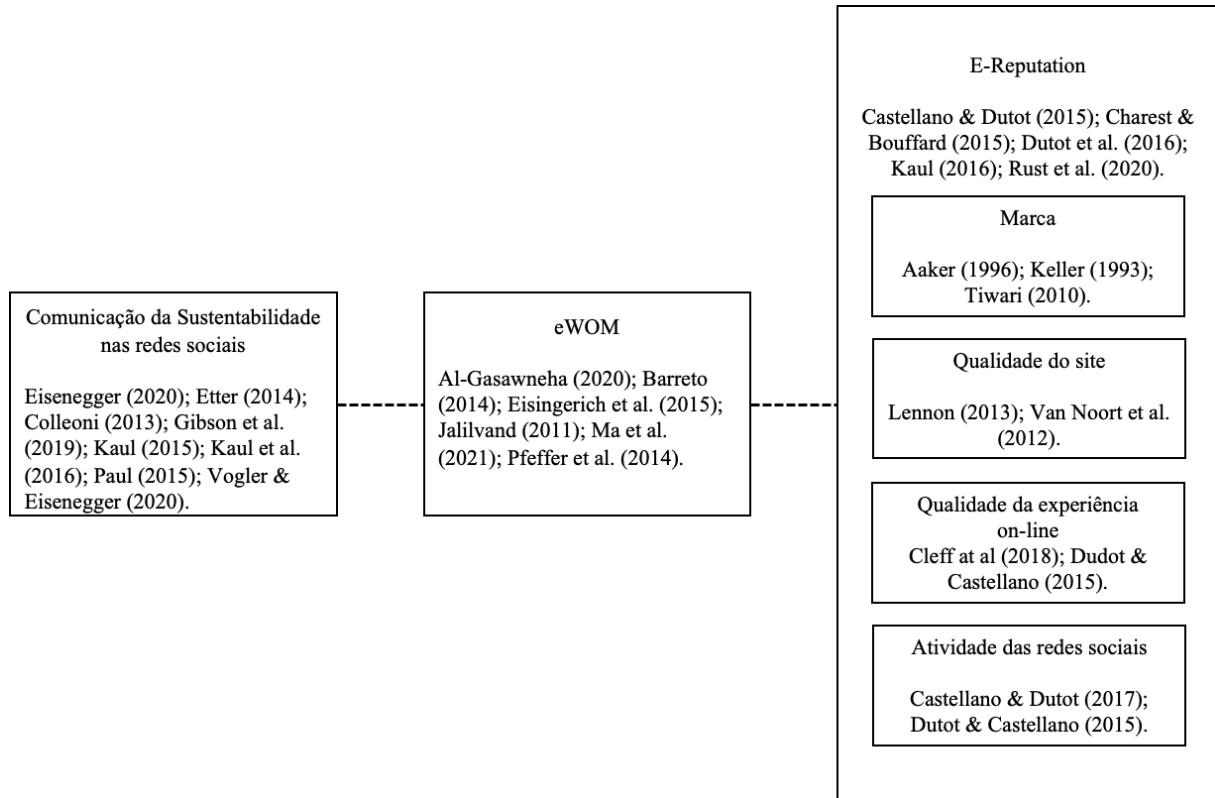 Comunicação da Sustentabilidade
nas redes sociais
Eisenegger (2020); Etter (2014);
Colleoni (2013); Gibson et al.
(2019); Kaul (2015); Kaul et al.
(2016); Paul (2015); Vogler &
Eisenegger (2020).
eWOM
Al-Gasawneha (2020); Barreto
(2014); Eisingerich et al. (2015);
Jalilvand (2011); Ma et al.
(2021); Pfeffer et al. (2014).
E-Reputation
Castellano & Dutot (2015); Charest &
Bouffard (2015); Dutot et al. (2016);
Kaul (2016); Rust et al. (2020).
Marca
Aaker (1996); Keller (1993);
Tiwari (2010).
Qualidade do site
Lennon (2013); Van Noort et al.
(2012).
Qualidade da experiência
on-line
Cleff at al (2018); Dudot &
Castellano (2015).
Atividade das redes sociais
Castellano & Dutot (2017);
Dutot & Castellano (2015).